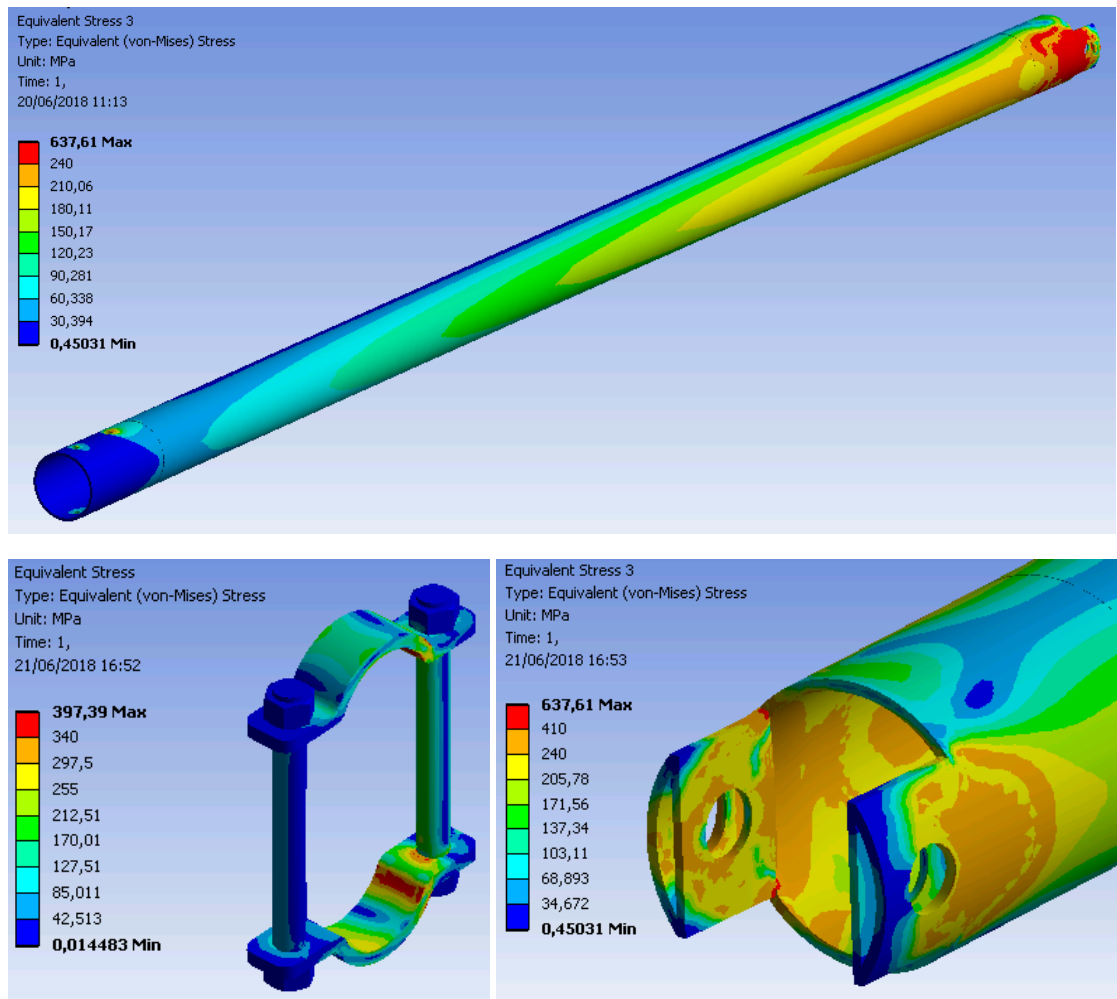 Equivalent Stress 3
Type: Equivalent (von-Mises) Stress
Unit: MPa
Time: 1,
20/06/2018 11:13
637,61 Max
240
210,06
180,11
150,17
120,23
90,281
60,338
30,394
0,45031 Min
Equivalent Stress
Type: Equivalent (von-Mises) Stress
Unit: MPa
Time: 1,
21/06/2018 16:52
397,39 Max
340
297,5
255
212,51
170,01
127,51
85,011
42,513
0,014483 Min
Equivalent Stress 3
Type: Equivalent (von-Mises) Stress
Unit: MPa
Time: 1,
21/06/2018 16:53
637,61 Max
410
240
205,78
171,56
137,34
103,11
68,893
34,672
0,45031 Min